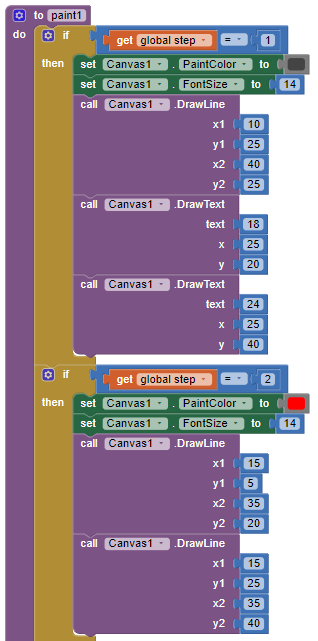 to paint1
do if get global step = 1
then set Canvas1 . PaintColor to
set Canvas1 . FontSize to 14
call Canvas1 .DrawLine
x1 10
y1 25
x2 40
y2 25
call Canvas1 .DrawText
text 18
x 25
y 20
call Canvas1 .DrawText
text 24
x 25
y 40
if get global step = 2
then set Canvas1 . PaintColor to
set Canvas1 . FontSize to 14
call Canvas1 .DrawLine
x1 15
y1 5
x2 35
y2 20
call Canvas1 .DrawLine
x1 15
y1 25
x2 35
y2 40